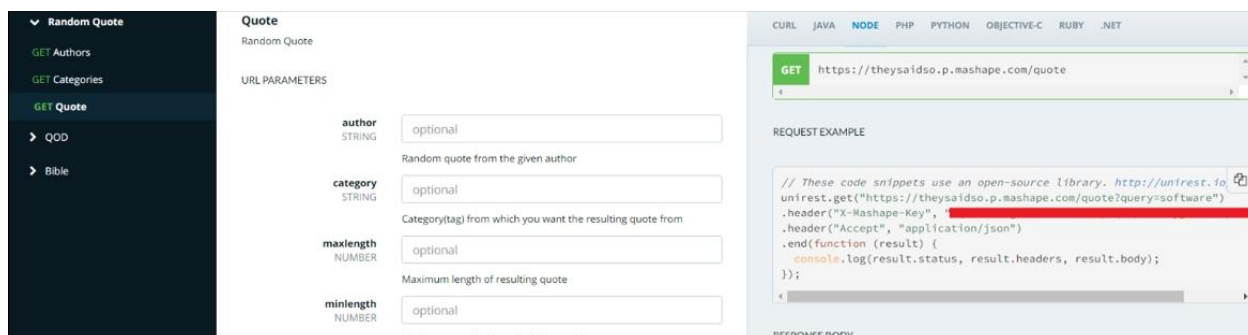 Random Quote
GET Authors
GET Categories
GET Quote
QOD
Bible
Quote
Random Quote
URL PARAMETERS
author
STRING
optional
Random quote from the given author
category
STRING
optional
Category(tag) from which you want the resulting quote from
maxlength
NUMBER
optional
Maximum length of resulting quote
minlength
NUMBER
optional
CURL JAVA NODE PHP PYTHON OBJECTIVE-C RUBY .NET
GET https://theysaidso.p.mashape.com/quote
REQUEST EXAMPLE
// These code snippets use an open-source library. http://unirest.io
unirest.get("https://theysaidso.p.mashape.com/quote?query=software")
.header("X-Mashape-Key", "
.header("Accept", "application/json")
.end(function (result) {
console.log(result.status, result.headers, result.body);
});
RESPONSE BODY